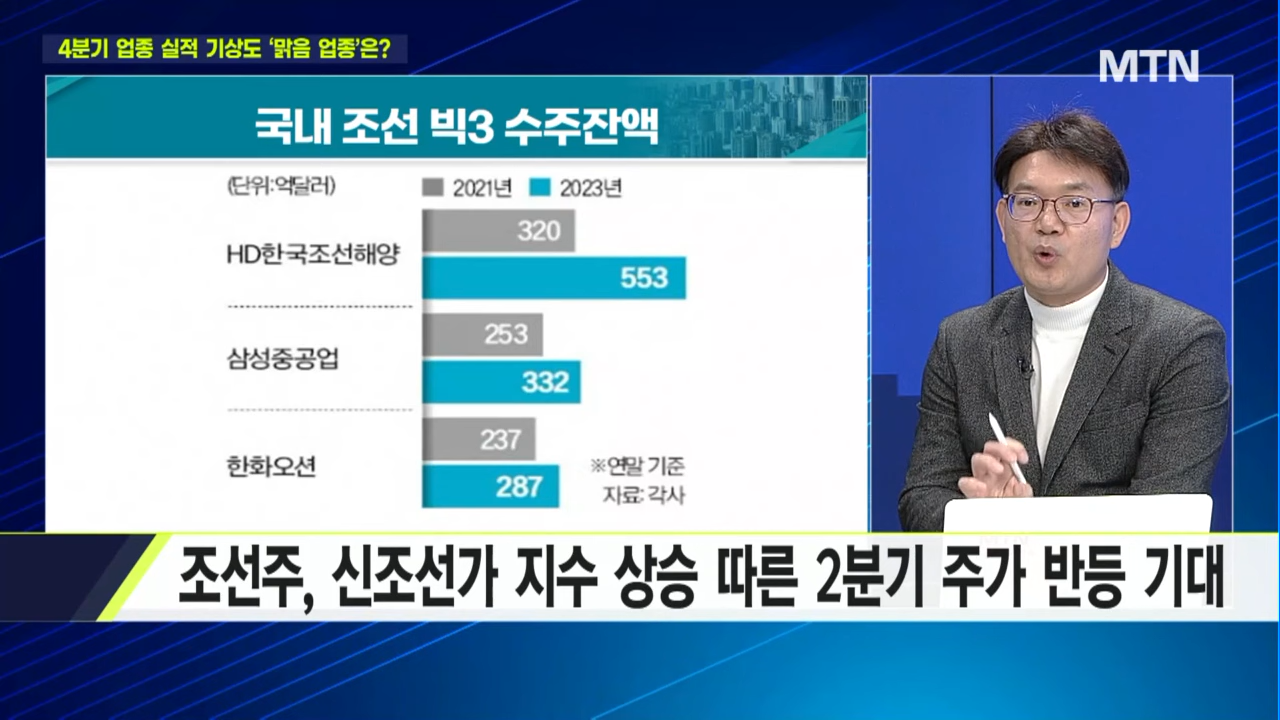 4분기 업종 실적 기상도 '맑음 업종'은?
MTN
국내 조선 빅3 수주잔액
(단위:억달러)
2021년 2023년
HD한국조선해양
320
553
삼성중공업
253
332
한화오션
237
287
※연말 기준
자료: 각사
조선주, 신조선가 지수 상승 따른 2분기 주가 반등 기대